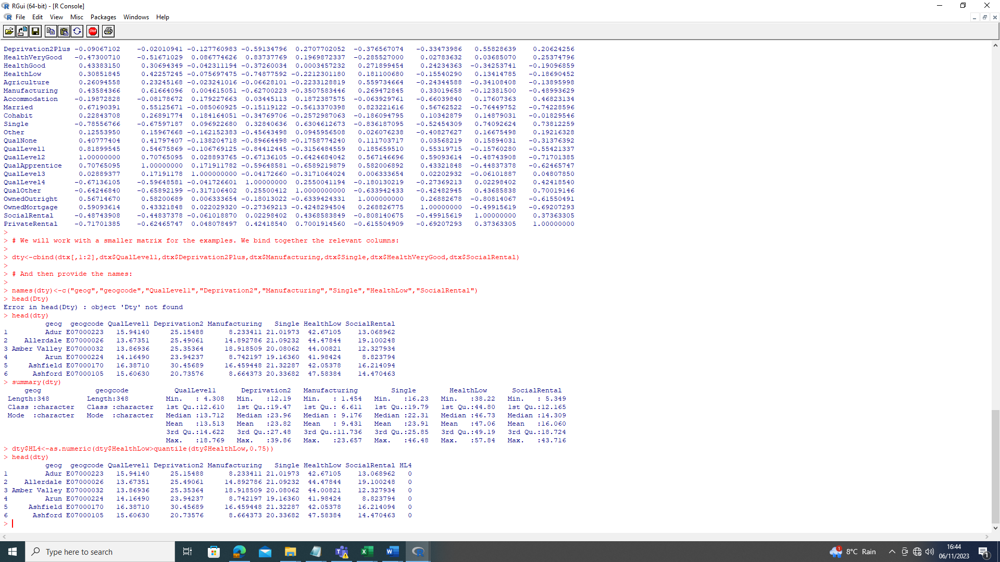 RGui (64-bit) - [R Console]
File Edit View Misc Packages Windows Help
STOP
Deprivation2Plus -0.09067102 -0.02010941 -0.127760983 -0.59134796 0.2707702052 -0.376567074 -0.33473986 0.55828639 0.20624256
HealthVeryGood -0.47300710 -0.51671029 0.086774626 0.83737769 0.1969872337 -0.285527000 0.02783632 0.03685070 0.25374796
HealthGood 0.43383150 0.30694349 -0.042311194 -0.37260034 0.0003457232 0.271899454 0.24234363 -0.34253741 -0.19096859
HealthLow 0.30851845 0.42257245 -0.075697475 -0.74877592 -0.2212301180 0.181100680 -0.15540290 0.13414785 -0.18690452
Agriculture 0.26094558 0.23245168 -0.023241016 -0.06628101 -0.2233128819 0.559734664 -0.24344588 -0.34108408 -0.13895998
Manufacturing 0.43584366 0.61664096 0.004615051 -0.62700223 -0.3507583446 0.269472845 0.33019658 -0.12381500 -0.48993629
Accommodation -0.19872828 -0.08178672 0.179227663 0.03445113 0.1872387575 -0.063929761 -0.66039840 0.17607363 0.46823134
Married 0.67190391 0.55125671 -0.085060925 -0.15119122 -0.5613370398 0.823221616 0.56762522 -0.76449752 -0.74228596
Cohabit 0.22843708 0.26891774 0.184164051 -0.34769706 -0.2572987063 -0.186094795 0.10342879 0.14879031 -0.01829546
Single -0.78556766 -0.67597187 0.096922680 0.32840636 0.6304612673 -0.836187095 -0.52454309 0.74092624 0.73812259
Other 0.12553950 0.15967668 -0.162152383 -0.45643498 0.0945956508 0.026076238 -0.40827627 0.16675498 0.19216328
QualNone 0.40777404 0.41797407 -0.138204718 -0.89664498 -0.1758774240 0.111703717 0.03568219 0.15894031 -0.31376392
QualLevel1 0.81899545 0.54675869 -0.106769125 -0.84412445 -0.3156484559 0.185659510 0.55319715 -0.15760280 -0.55421337
QualLevel2 1.00000000 0.70765095 0.028893765 -0.67136105 -0.6424684042 0.567146696 0.59093614 -0.48743908 -0.71701385
QualApprentice 0.70765095 1.00000000 0.171911782 -0.59648581 -0.6589219879 0.582006892 0.43321848 -0.44837378 -0.62465747
QualLevel3 0.02889377 0.17191178 1.000000000 -0.04172660 -0.3171064024 0.006333654 0.02202932 -0.06101887 0.04807850
QualLevel4 -0.67136105 -0.59648581 -0.041726601 1.00000000 0.2550041194 -0.180130219 -0.27369213 0.02298402 0.42418540
QualOther -0.64246840 -0.65892199 -0.317106402 0.25500412 1.0000000000 -0.633942433 -0.42482945 0.43685838 0.70019146
OwnedOutright 0.56714670 0.58200689 0.006333654 -0.18013022 -0.6339424331 1.000000000 0.26882678 -0.80814067 -0.61550491
OwnedMortgage 0.59093614 0.43321848 0.022029320 -0.27369213 -0.4248294504 0.268826775 1.00000000 -0.49915619 -0.69207293
SocialRental -0.48743908 -0.44837378 -0.061018870 0.02298402 0.4368583849 -0.808140675 -0.49915619 1.00000000 0.37363305
PrivateRental -0.71701385 -0.62465747 0.048078497 0.42418540 0.7001914560 -0.615504909 -0.69207293 0.37363305 1.00000000
>
> # We will work with a smaller matrix for the examples. We bind together the relevant columns:
>
> dty<-cbind(dtx[,1:2],dtx$QualLevel1,dtx$Deprivation2Plus,dtx$Manufacturing,dtx$Single,dtx$HealthVeryGood,dtx$SocialRental)
>
> # And then provide the names:
>
> names(dty)<-c("geog","geogcode","QualLevel1","Deprivation2","Manufacturing","Single","HealthLow","SocialRental")
> head(Dty)
Error in head(Dty) : object 'Dty' not found
> head(dty)
geog geogcode QualLevel1 Deprivation2 Manufacturing Single HealthLow SocialRental
1 Adur E07000223 15.94140 25.15488 8.233411 21.01973 42.67105 13.068962
2 Allerdale E07000026 13.67351 25.49061 14.892786 21.09232 44.47844 19.100248
3 Amber Valley E07000032 13.86936 25.35364 18.918509 20.08062 44.00821 12.327934
4 Arun E07000224 14.16490 23.94237 8.742197 19.16360 41.98424 8.823794
5 Ashfield E07000170 16.38710 30.45689 16.459448 21.32287 42.05378 16.214094
6 Ashford E07000105 15.60630 20.73576 8.664373 20.33682 47.58384 14.470463
> summary(dty)
geog geogcode QualLevel1 Deprivation2 Manufacturing Single HealthLow SocialRental
Length:348 Length:348 Min. : 4.308 Min. :12.19 Min. : 1.454 Min. :16.23 Min. :38.22 Min. : 5.349
Class :character Class :character 1st Qu.:12.610 1st Qu.:19.47 1st Qu.: 6.611 1st Qu.:19.79 1st Qu.:44.80 1st Qu.:12.165
Mode :character Mode :character Median :13.712 Median :23.96 Median : 9.176 Median :22.31 Median :46.73 Median :14.309
Mean :13.513 Mean :23.82 Mean : 9.431 Mean :23.91 Mean :47.06 Mean :16.060
3rd Qu.:14.622 3rd Qu.:27.48 3rd Qu.:11.736 3rd Qu.:25.85 3rd Qu.:49.19 3rd Qu.:18.724
Max. :18.769 Max. :39.86 Max. :23.657 Max. :46.48 Max. :57.84 Max. :43.716
> dty$HL4<-as.numeric(dty$HealthLow>quantile(dty$HealthLow,0.75))
> head(dty)
geog geogcode QualLevel1 Deprivation2 Manufacturing Single HealthLow SocialRental HL4
1 Adur E07000223 15.94140 25.15488 8.233411 21.01973 42.67105 13.068962 0
2 Allerdale E07000026 13.67351 25.49061 14.892786 21.09232 44.47844 19.100248 0
3 Amber Valley E07000032 13.86936 25.35364 18.918509 20.08062 44.00821 12.327934 0
4 Arun E07000224 14.16490 23.94237 8.742197 19.16360 41.98424 8.823794 0
5 Ashfield E07000170 16.38710 30.45689 16.459448 21.32287 42.05378 16.214094 0
6 Ashford E07000105 15.60630 20.73576 8.664373 20.33682 47.58384 14.470463 0
>
Type here to search
8°C Rain
16:44
06/11/2023